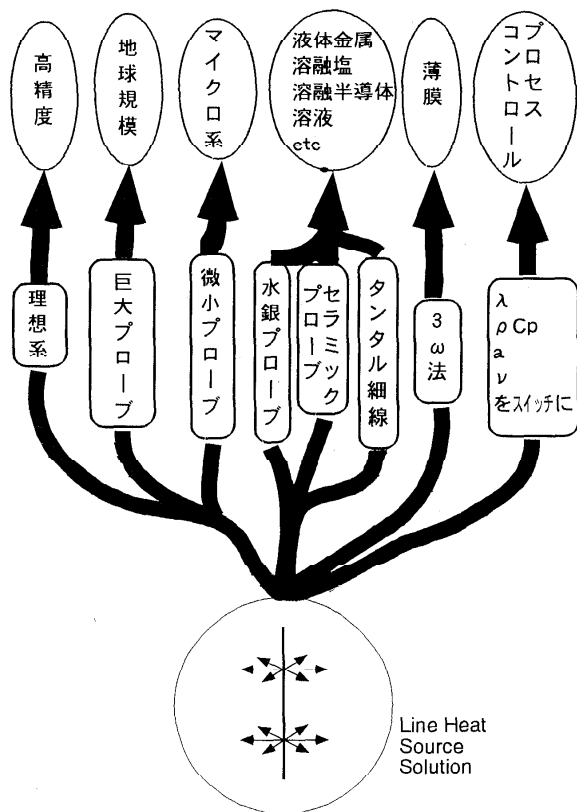 高精度
地球規模
マイクロ系
液体金属
溶融塩
溶融半導体
溶液
ctc
薄膜
プロセス
コントロール
理想系
巨大プローブ
微小プローブ
水銀プローブ
セラミック
プローブ
タンタル細線
3ω法
λ
ρCp
a
ν
をスイッチに
Line Heat
Source
Solution